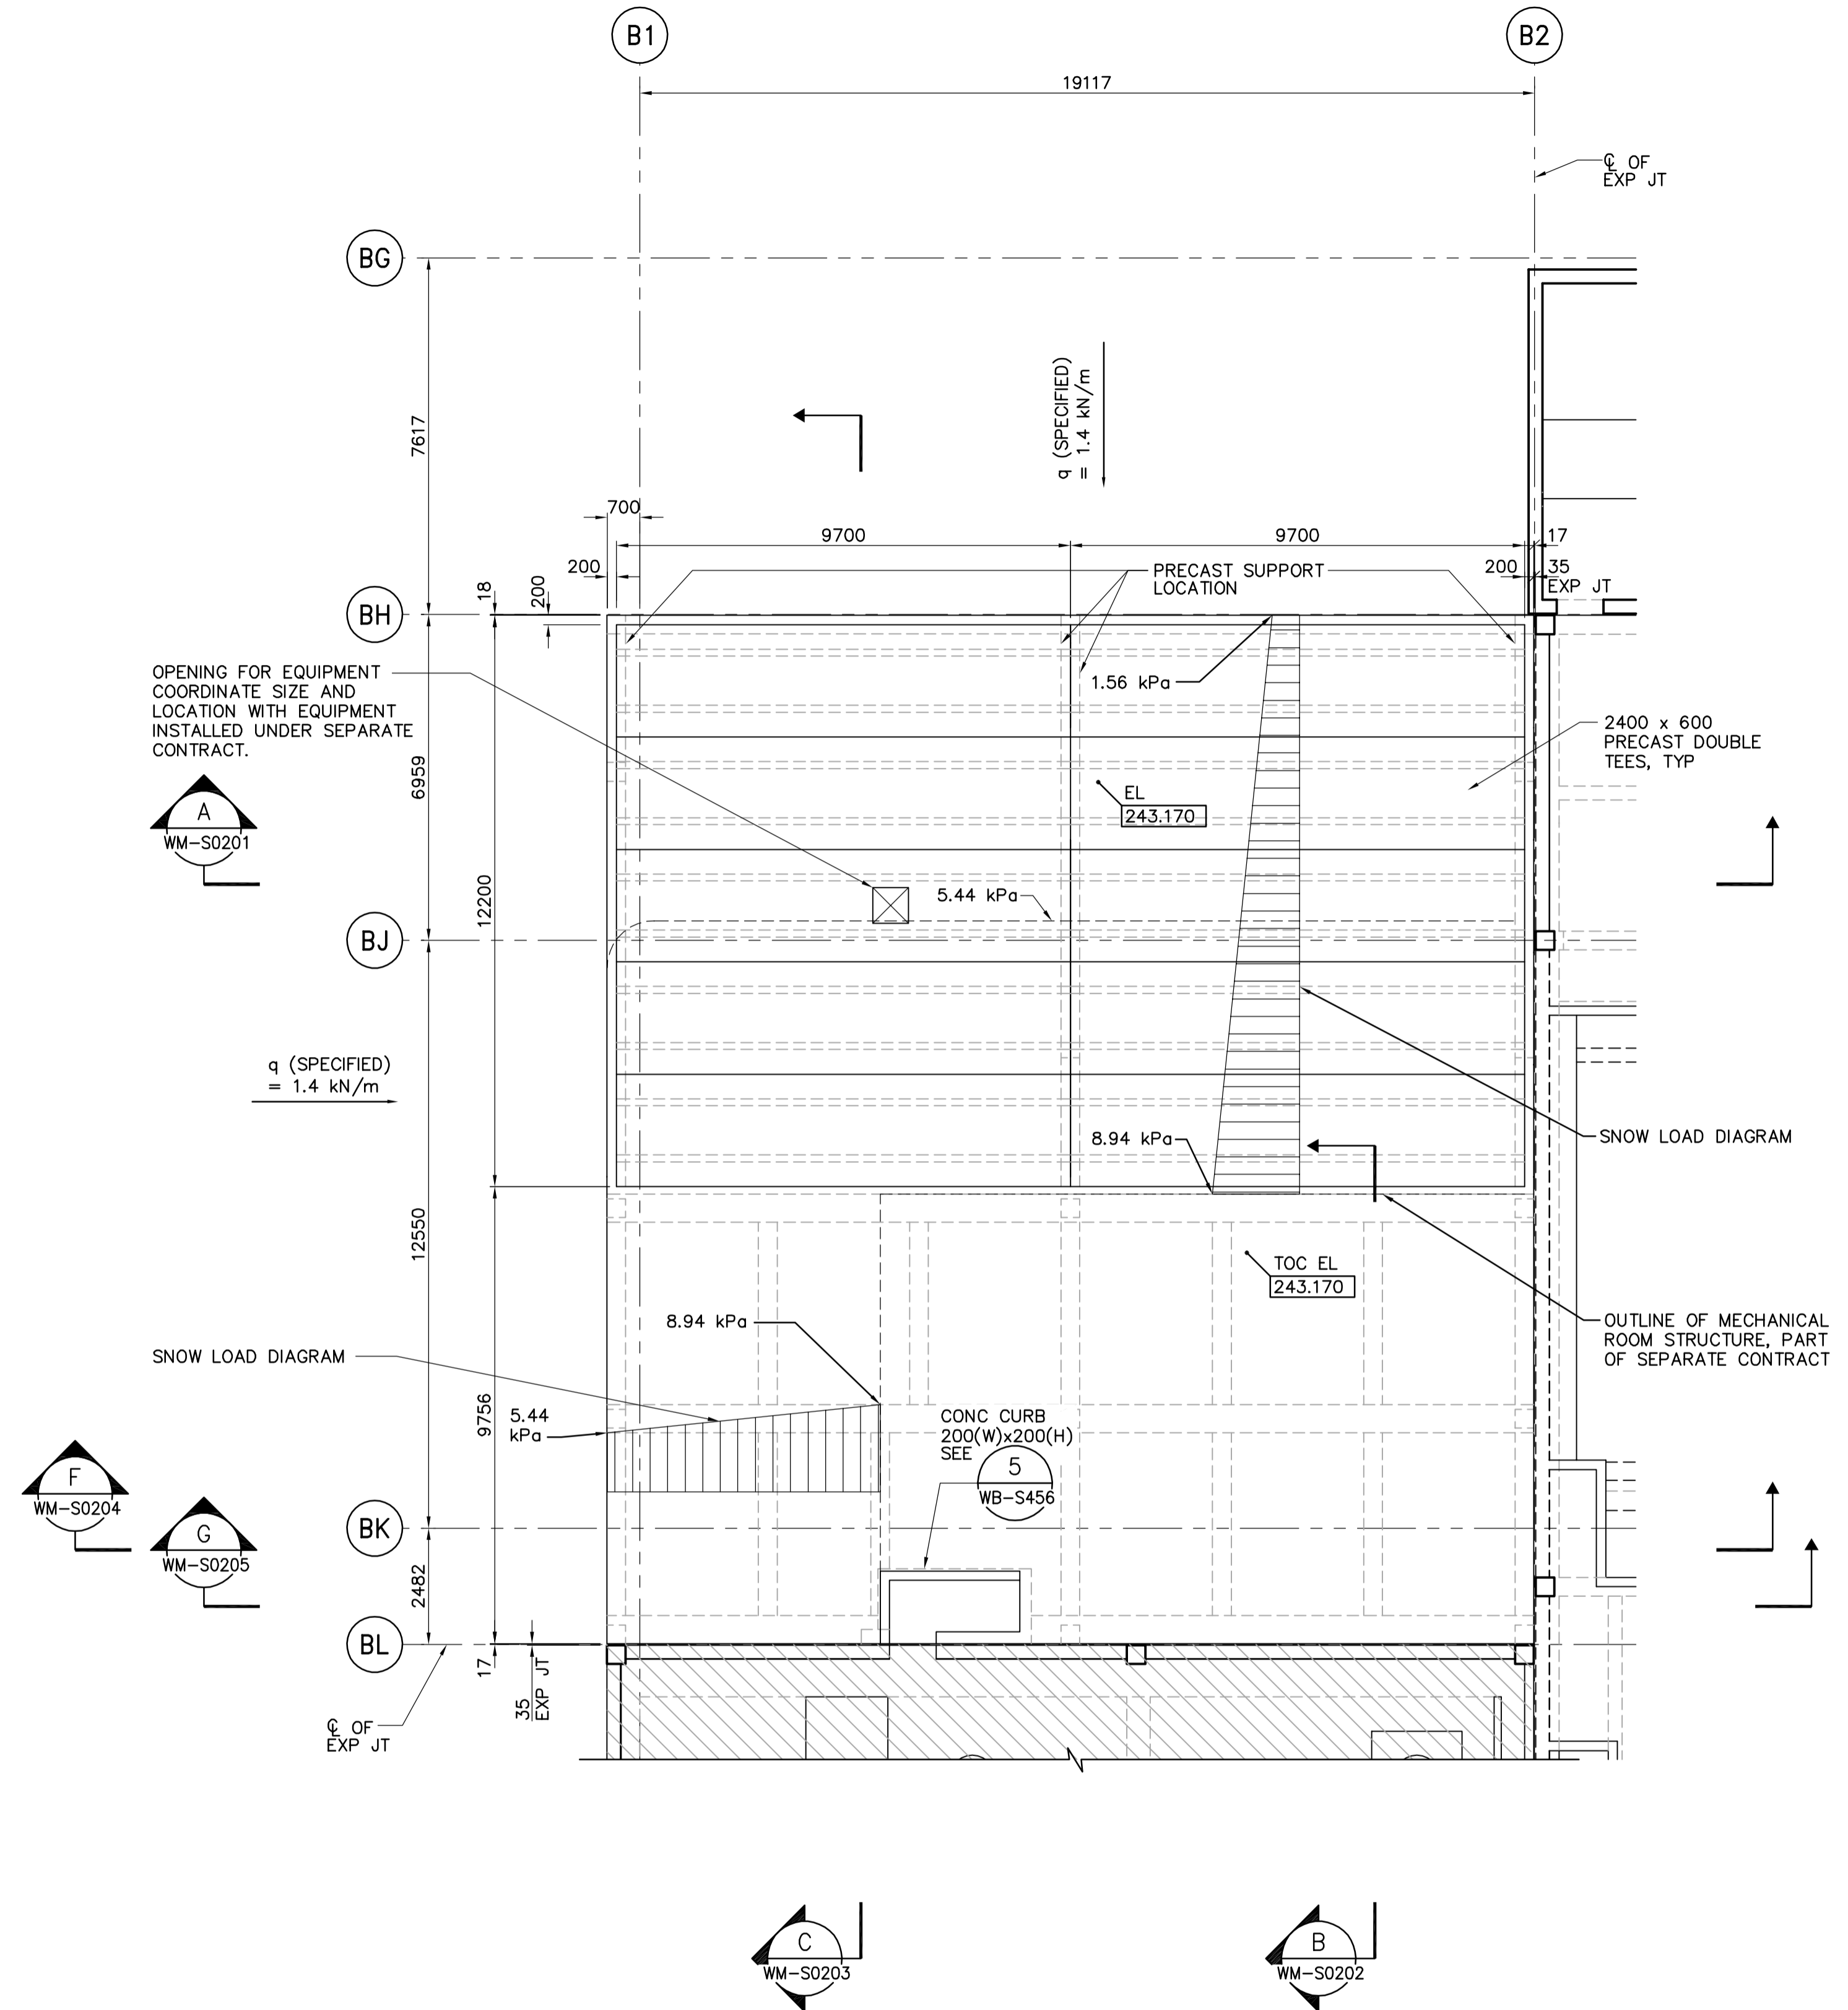 B1
B2
19117
℄ OF
EXP JT
BG
7617
q (SPECIFIED)
= 1.4 kN/m
700
9700
9700
17
200
200
35
EXP JT
18
200
PRECAST SUPPORT
LOCATION
BH
OPENING FOR EQUIPMENT
COORDINATE SIZE AND
LOCATION WITH EQUIPMENT
INSTALLED UNDER SEPARATE
CONTRACT.
1.56 kPa
2400 x 600
PRECAST DOUBLE
TEES, TYP
6959
EL
243.170
A
WM-S0201
12200
5.44 kPa
BJ
q (SPECIFIED)
= 1.4 kN/m
8.94 kPa
SNOW LOAD DIAGRAM
12550
TOC EL
243.170
8.94 kPa
OUTLINE OF MECHANICAL
ROOM STRUCTURE, PART
OF SEPARATE CONTRACT
SNOW LOAD DIAGRAM
9756
5.44
kPa
CONC CURB
200(W)x200(H)
SEE
5
WB-S456
F
WM-S0204
G
WM-S0205
BK
2482
BL
17
35
EXP JT
℄ OF
EXP JT
C
WM-S0203
B
WM-S0202